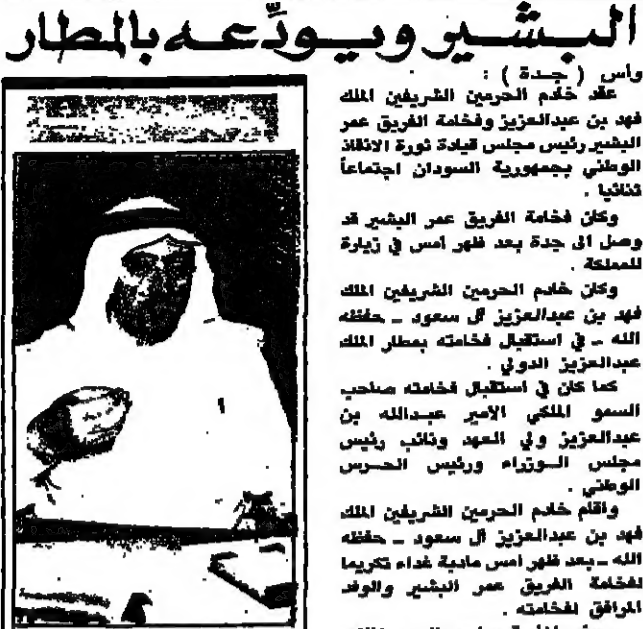 البشير ويودّعه بالمطار
واس ( جدة ) :
عقد خادم الحرمين الشريفين الملك
فهد بن عبدالعزيز وفخامة الفريق عمر
البشير رئيس مجلس قيادة ثورة الانقاذ
الوطني بجمهورية السودان اجتماعاً
ثنائيا .
وكان فخامة الفريق عمر البشير قد
وصل الى جدة بعد ظهر أمس في زيارة
للمملكة .
وكان خادم الحرمين الشريفين الملك
فهد بن عبدالعزيز آل سعود ـ حفظه
الله ـ في استقبال فخامته بمطار الملك
عبدالعزيز الدولي .
كما كان في استقبال فخامته صاحب
السمو الملكي الامير عبدالله بن
عبدالعزيز ولي العهد ونائب رئيس
مجلس الوزراء ورئيس الحرس
الوطني .
واقام خادم الحرمين الشريفين الملك
فهد بن عبدالعزيز آل سعود ـ حفظه
الله ـ بعد ظهر امس مأدبة غداء تكريما
لفخامة الفريق عمر البشير والوفد
المرافق لفخامته .